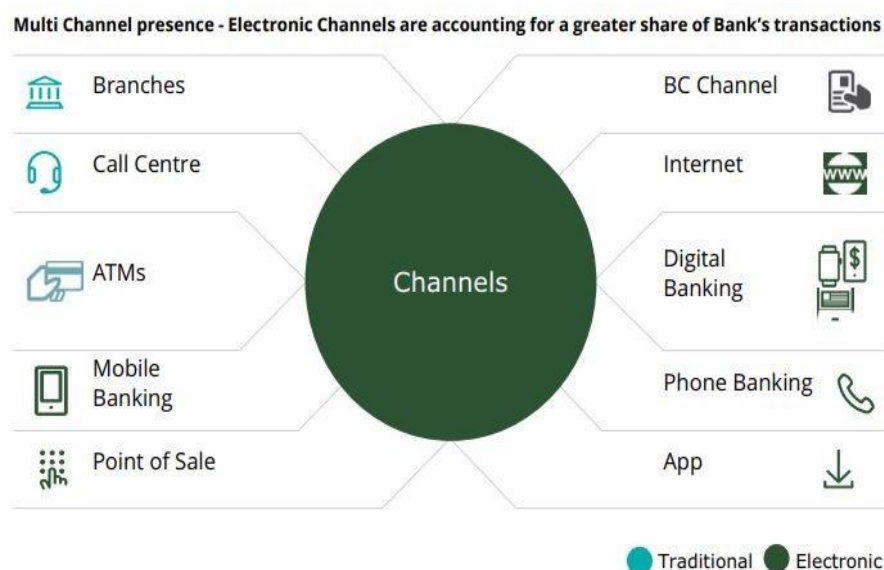 Multi Channel presence - Electronic Channels are accounting for a greater share of Bank's transactions
Branches
Call Centre
ATMs
Mobile
Banking
Point of Sale
Channels
BC Channel
Internet
www
Digital
Banking
$
Phone Banking
App
Traditional
Electronic